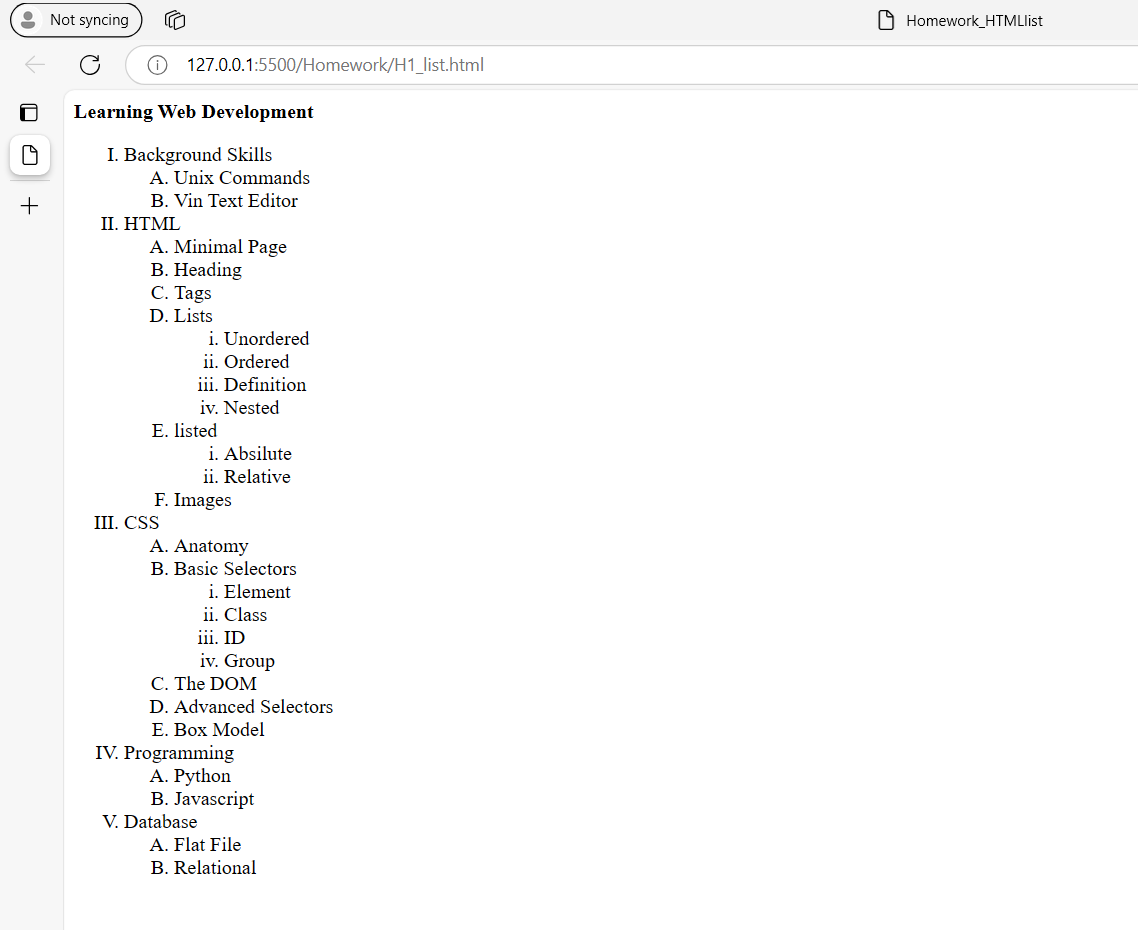 Not syncing
Homework_HTMLlist
127.0.0.1:5500/Homework/H1_list.html
Learning Web Development
I. Background Skills
A. Unix Commands
B. Vin Text Editor
II. HTML
A. Minimal Page
B. Heading
C. Tags
D. Lists
i. Unordered
ii. Ordered
iii. Definition
iv. Nested
E. listed
i. Absilute
ii. Relative
F. Images
III. CSS
A. Anatomy
B. Basic Selectors
i. Element
ii. Class
iii. ID
iv. Group
C. The DOM
D. Advanced Selectors
E. Box Model
IV. Programming
A. Python
B. Javascript
V. Database
A. Flat File
B. Relational